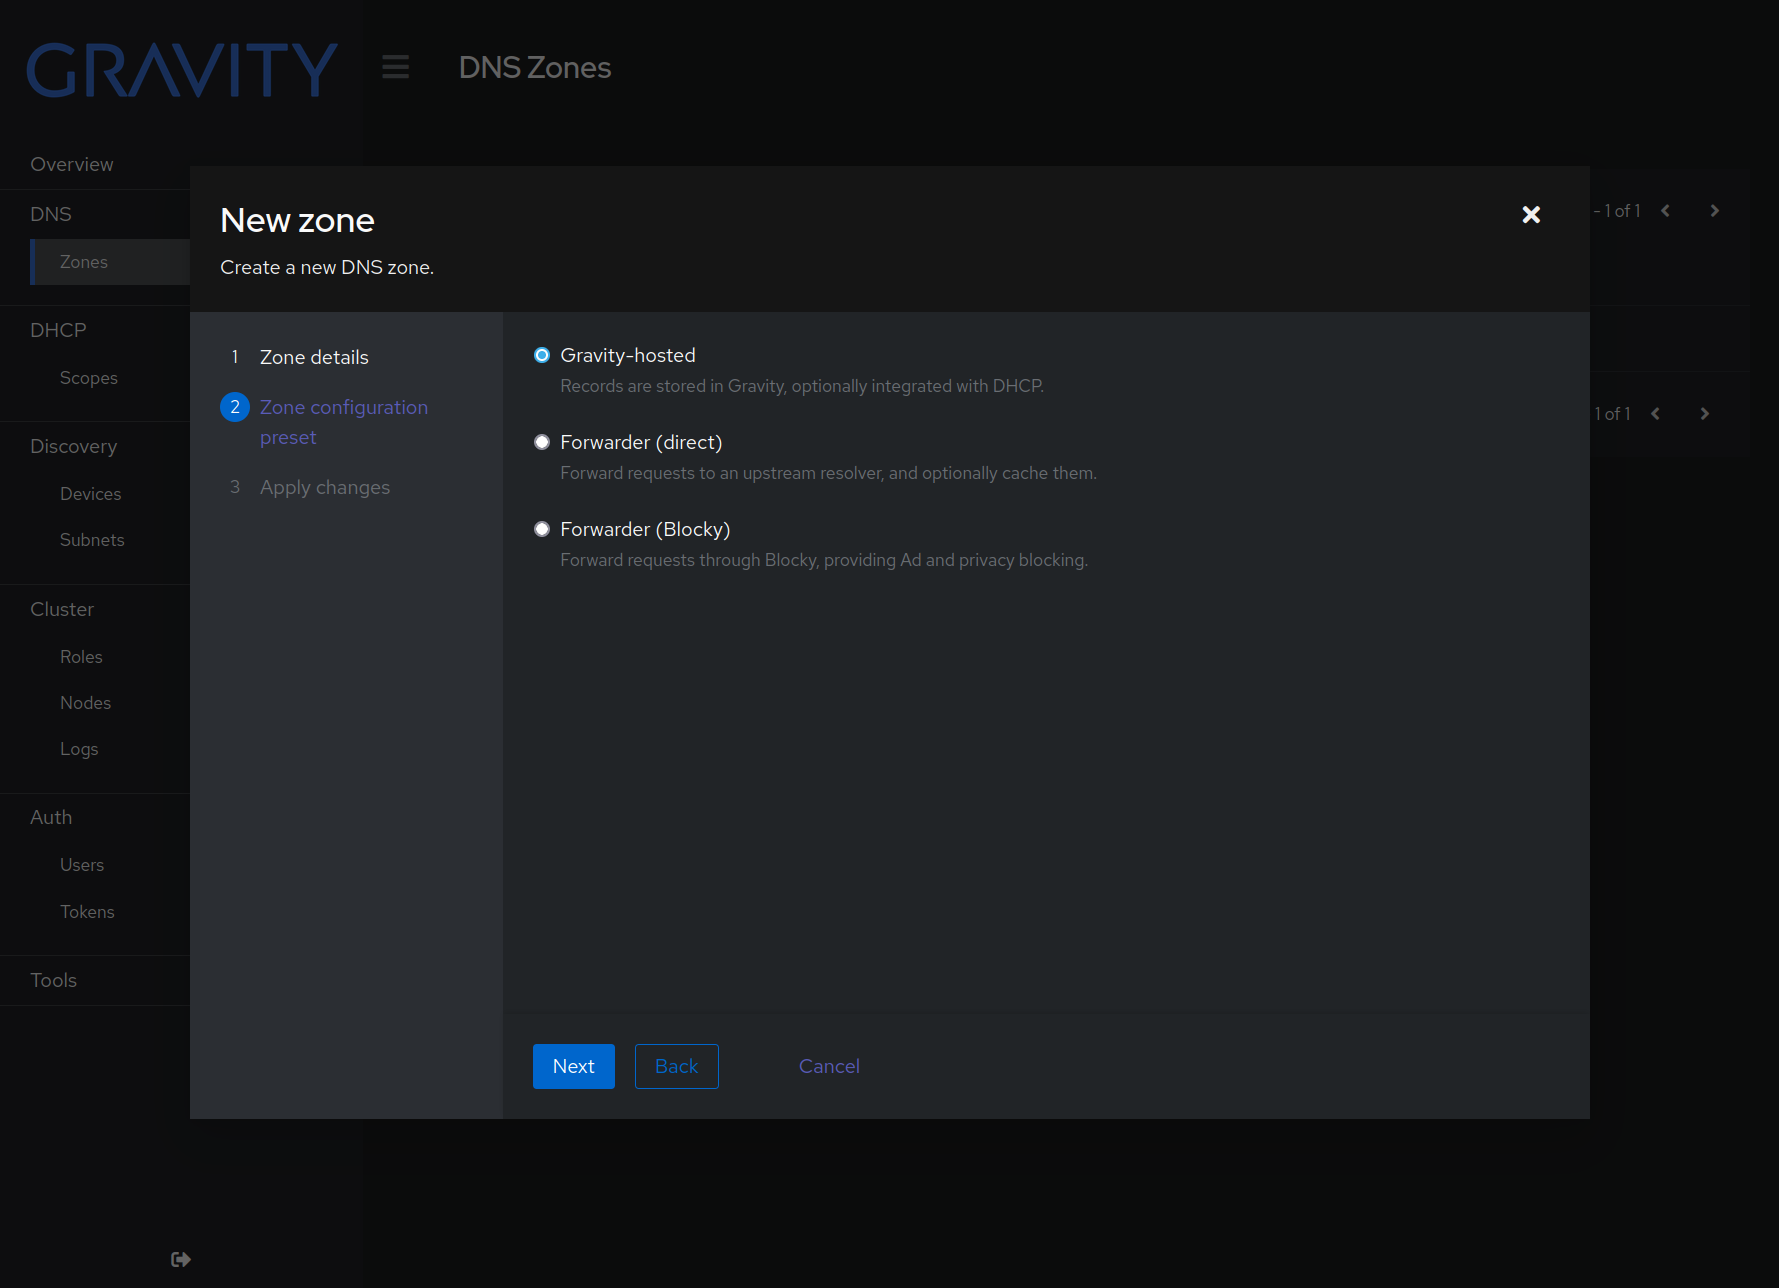 GRAVITY
DNS Zones
Overview
DNS
Zones
DHCP
Scopes
Discovery
Devices
Subnets
Cluster
Roles
Nodes
Logs
Auth
Users
Tokens
Tools
- 1 of 1
1 of 1
New zone
Create a new DNS zone.
1 Zone details
2 Zone configuration
preset
3 Apply changes
Gravity-hosted
Records are stored in Gravity, optionally integrated with DHCP.
Forwarder (direct)
Forward requests to an upstream resolver, and optionally cache them.
Forwarder (Blocky)
Forward requests through Blocky, providing Ad and privacy blocking.
Next Back Cancel